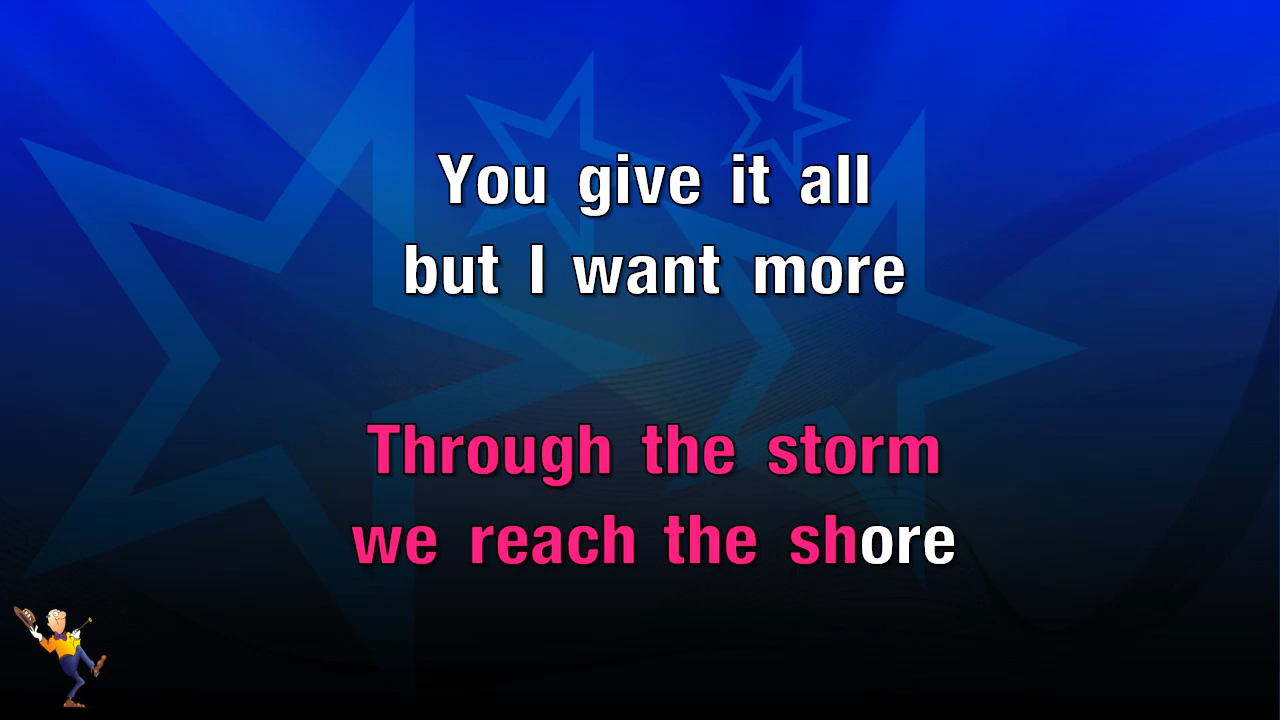 You give it all
but I want more
Through the storm
we reach the shore